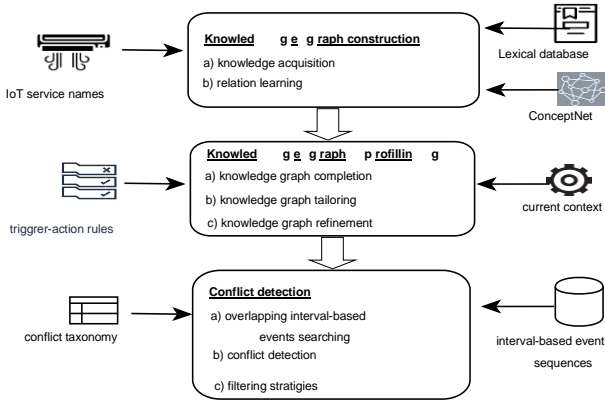 Knowled g e g raph construction
a) knowledge acquisition
b) relation learning
IoT service names
Lexical database
ConceptNet
Knowled g e g raph p rofillin g
a) knowledge graph completion
b) knowledge graph tailoring
c) knowledge graph refinement
triggrer-action rules
current context
Conflict detection
a) overlapping interval-based
events searching
b) conflict detection
c) filtering stratigies
conflict taxonomy
interval-based event
sequences